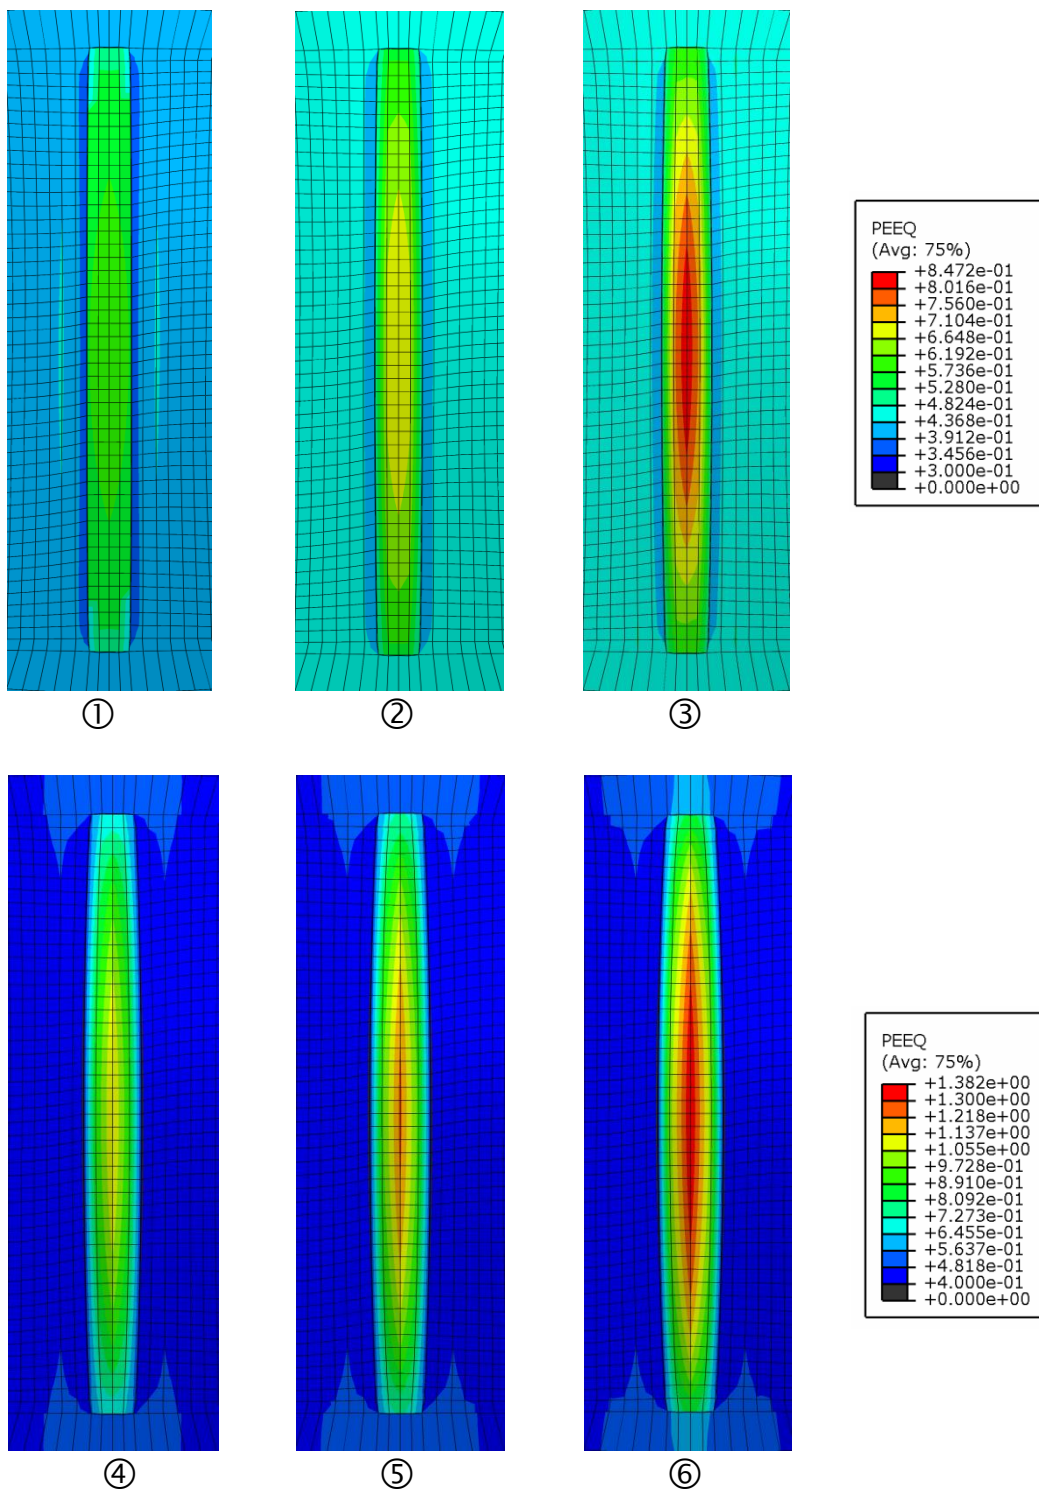 PEEQ
(Avg: 75%)
+8.472e-01
+8.016e-01
+7.560e-01
+7.104e-01
+6.648e-01
+6.192e-01
+5.736e-01
+5.280e-01
+4.824e-01
+4.368e-01
+3.912e-01
+3.456e-01
+3.000e-01
+0.000e+00
① ② ③
PEEQ
(Avg: 75%)
+1.382e+00
+1.300e+00
+1.218e+00
+1.137e+00
+1.055e+00
+9.728e-01
+8.910e-01
+8.092e-01
+7.273e-01
+6.455e-01
+5.637e-01
+4.818e-01
+4.000e-01
+0.000e+00
④ ⑤ ⑥